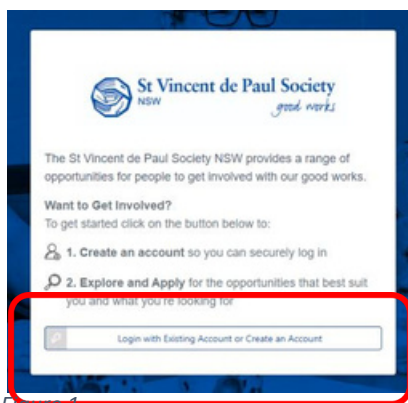 St Vincent de Paul Society
NSW
good works
The St Vincent de Paul Society NSW provides a range of
opportunities for people to get involved with our good works.
Want to Get Involved?
To get started click on the button below to:
1. Create an account so you can securely log in
2. Explore and Apply for the opportunities that best suit
you and what you're looking for
Login with Existing Account or Create an Account
Figure 1